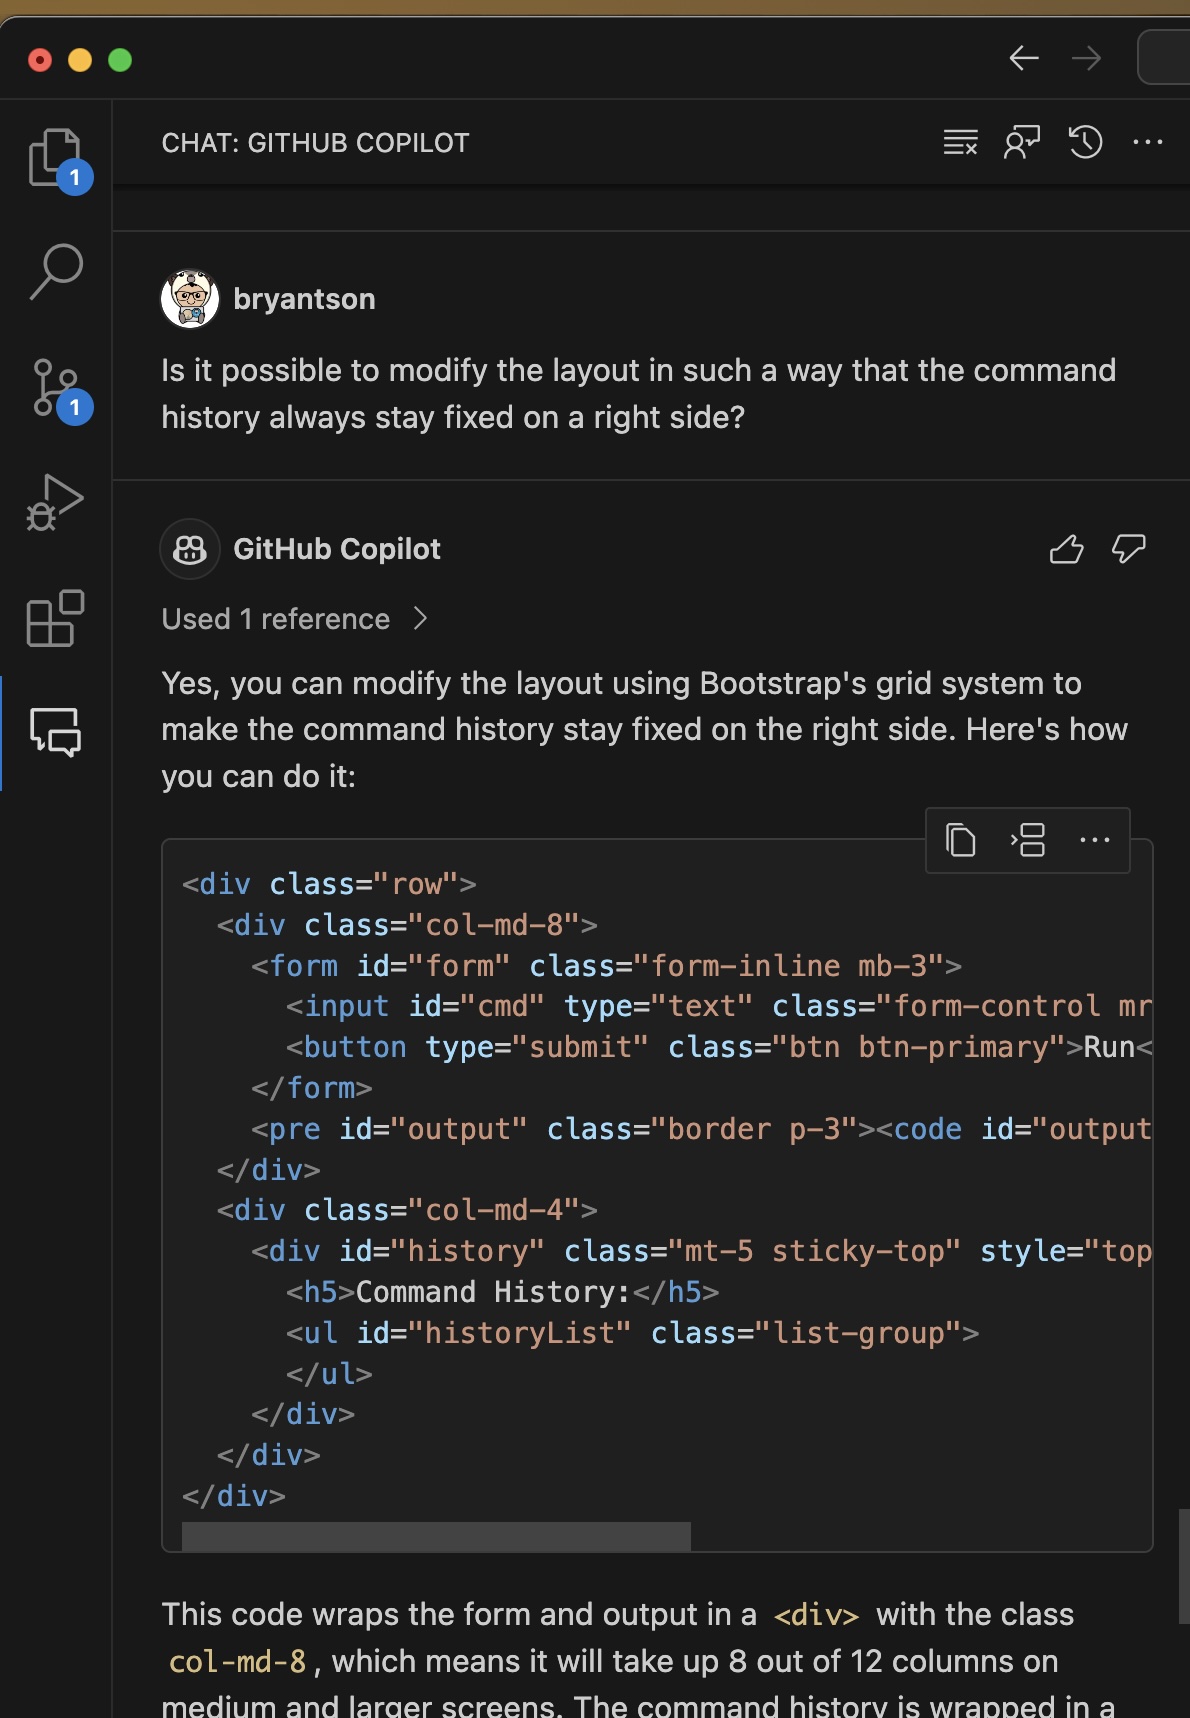 CHAT: GITHUB COPILOT
1
bryantson
Is it possible to modify the layout in such a way that the command
history always stay fixed on a right side?
1
GitHub Copilot
Used 1 reference
Yes, you can modify the layout using Bootstrap's grid system to
make the command history stay fixed on the right side. Here's how
you can do it:
<div class="row">
  <div class="col-md-8">
    <form id="form" class="form-inline mb-3">
      <input id="cmd" type="text" class="form-control mr
      <button type="submit" class="btn btn-primary">Run<
    </form>
    <pre id="output" class="border p-3"><code id="output
  </div>
  <div class="col-md-4">
    <div id="history" class="mt-5 sticky-top" style="top
      <h5>Command History:</h5>
      <ul id="historyList" class="list-group">
      </ul>
    </div>
  </div>
</div>
This code wraps the form and output in a <div> with the class
col-md-8, which means it will take up 8 out of 12 columns on
medium and larger screens. The command history is wrapped in a